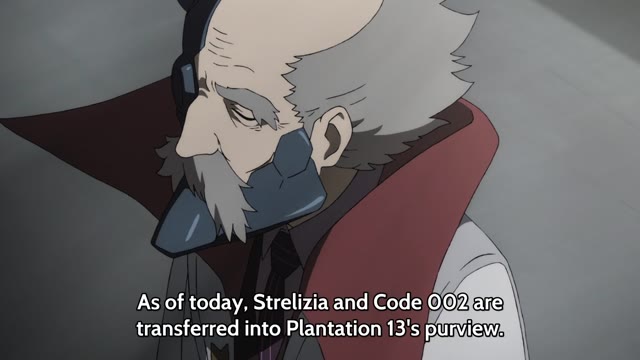 As of today, Strelizia and Code 002 are
transferred into Plantation 13's purview.